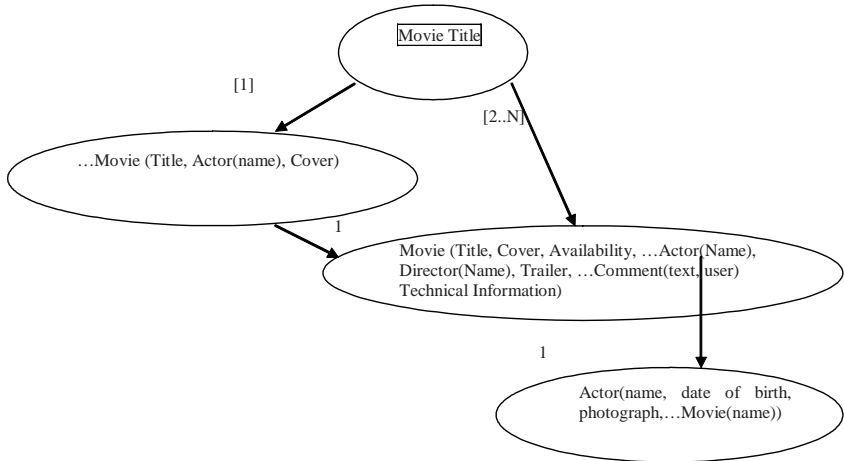 Movie Title
[1]
[2..N]
…Movie (Title, Actor(name), Cover)
1
Movie (Title, Cover, Availability, …Actor(Name),
Director(Name), Trailer, …Comment(text, user)
Technical Information)
1
Actor(name, date of birth,
photograph,…Movie(name))